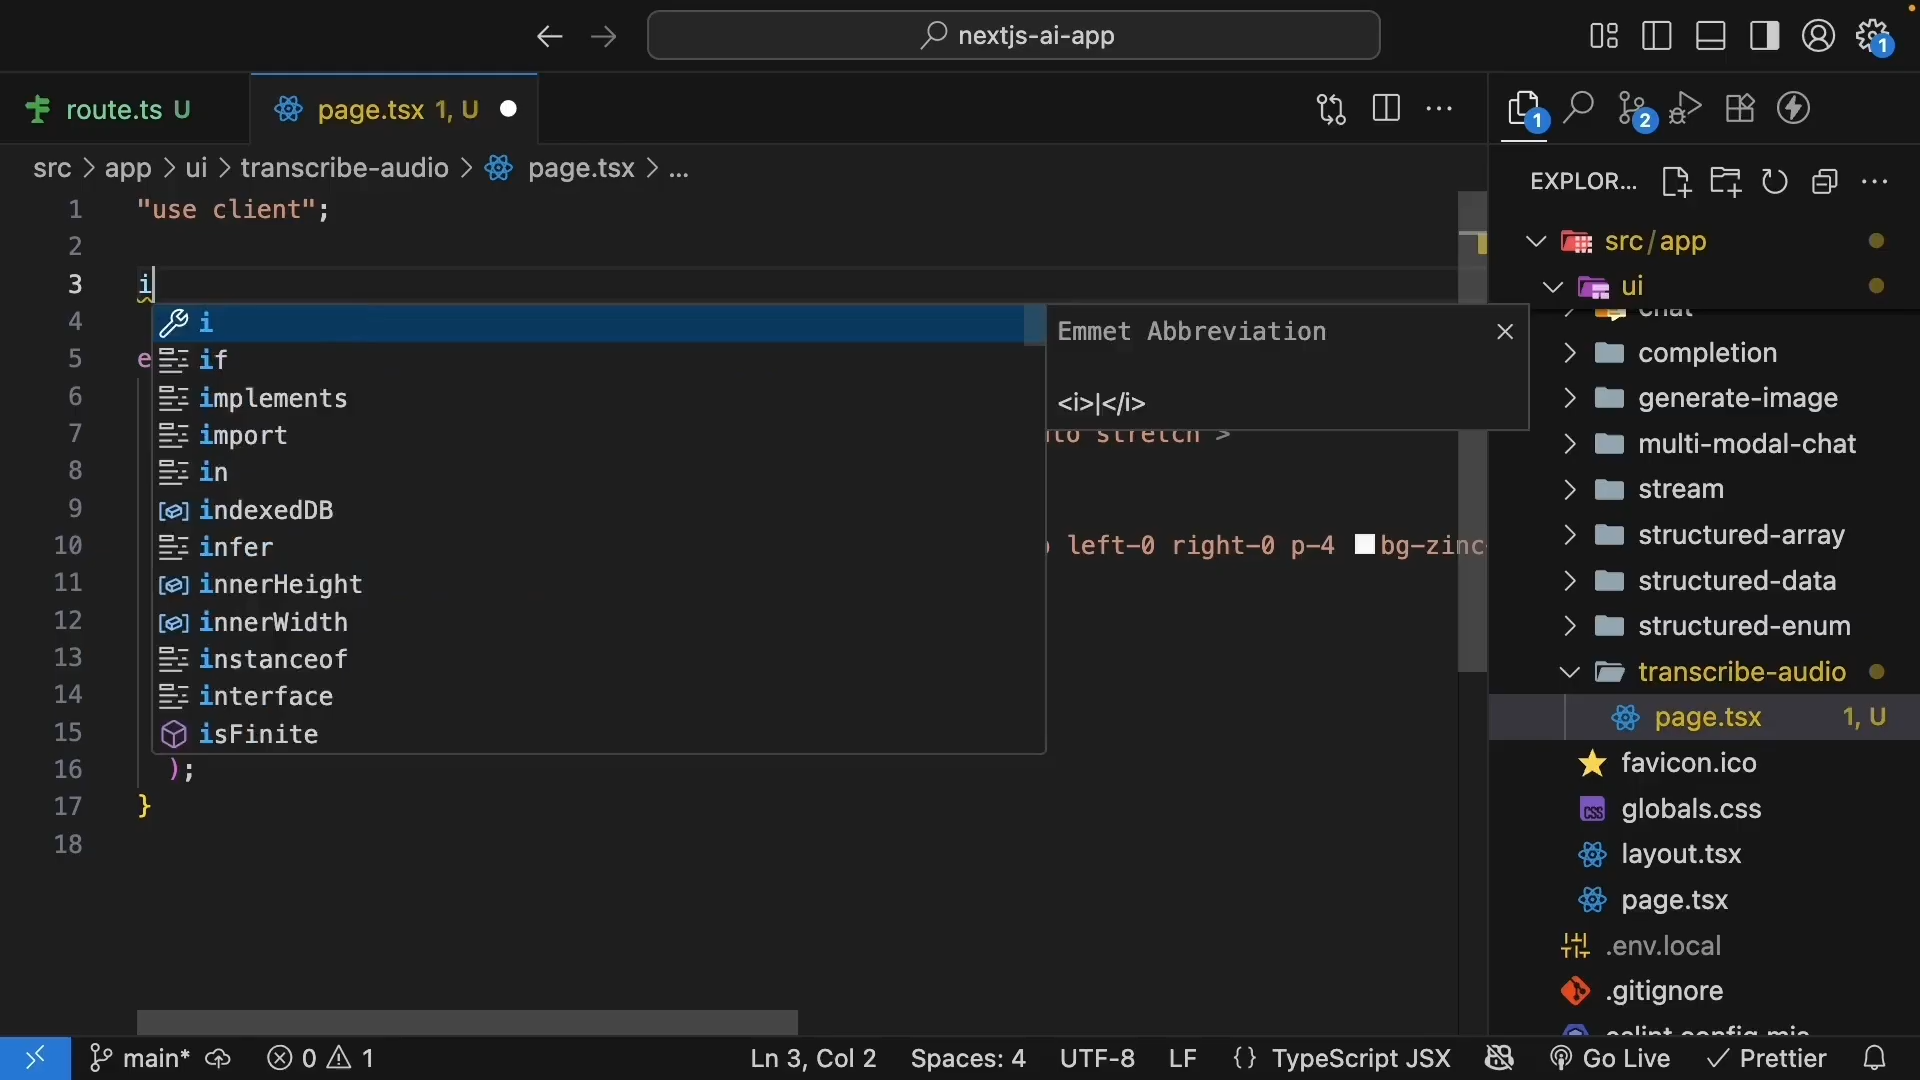 nextjs-ai-app
1
route.ts U
page.tsx 1, U
1
2
src > app > ui > transcribe-audio > page.tsx > ...
EXPLOR... ...
1 "use client";
2
3 i
4
5 e
6
7 stretch">
8
9
10 left-0 right-0 p-4 bg-zinc-
11
12
13
14
15
16 );
17 }
18
i
if
implements
import
in
indexedDB
infer
innerHeight
innerWidth
instanceof
interface
isFinite
Emmet Abbreviation
<i>|</i>
src/app
ui
chat
completion
generate-image
multi-modal-chat
stream
structured-array
structured-data
structured-enum
transcribe-audio
page.tsx 1, U
favicon.ico
globals.css
layout.tsx
page.tsx
.env.local
.gitignore
eslint.config.mjs
main* 0 1 Ln 3, Col 2 Spaces: 4 UTF-8 LF {} TypeScript JSX Go Live Prettier